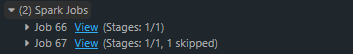 (2) Spark Jobs
Job 66 View (Stages: 1/1)
Job 67 View (Stages: 1/1, 1 skipped)